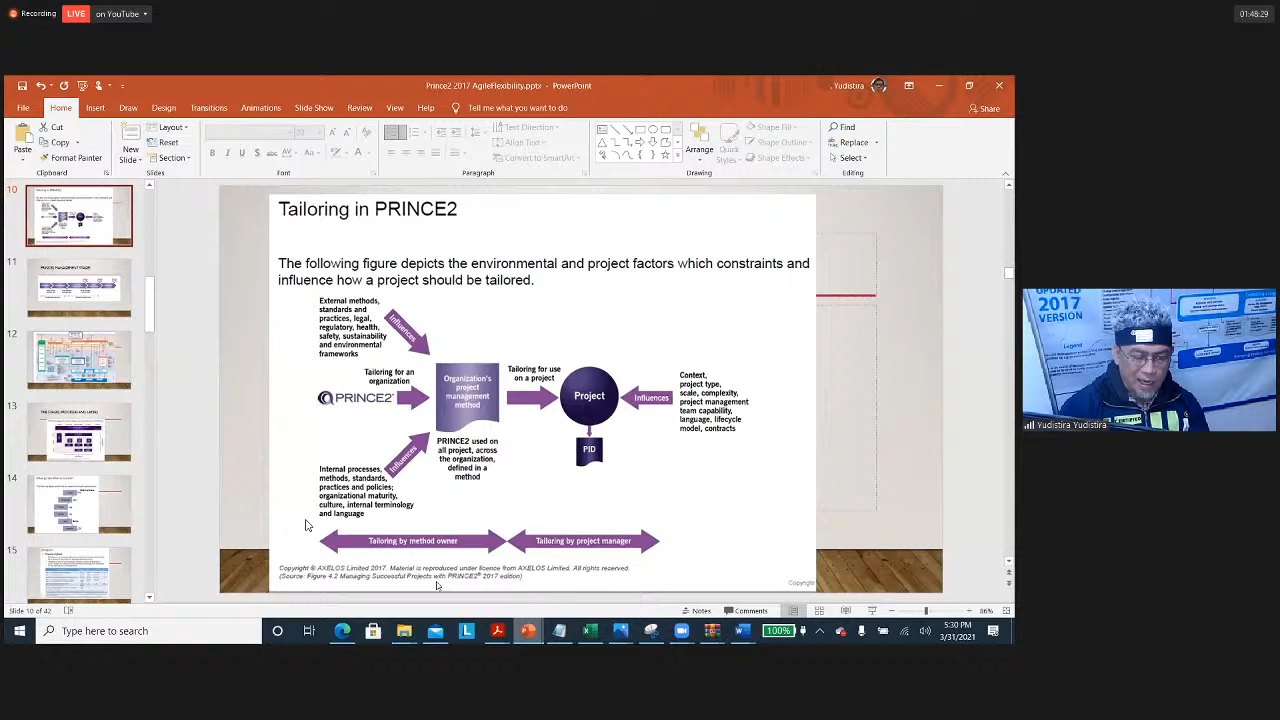 Recording
LIVE
on YouTube
01:48:29
Prince2 2017 AgileFlexibility.pptx - PowerPoint
. Yudistira
File
Home
Insert
Draw
Design
Transitions
Animations
Slide Show
Review
View
Help
Tell me what you want to do
Share
Paste
Cut
Copy
Format Painter
Clipboard
New
Slide
Layout
Reset
Section
Slides
Font
Text Direction
Align Text
Convert to SmartArt
Paragraph
Arrange
Quick
Styles
Shape Fill
Shape Outline
Shape Effects
Drawing
Find
Replace
Select
Editing
10
11
12
13
14
15
Tailoring in PRINCE2
The following figure depicts the environmental and project factors which constraints and
influence how a project should be tailored.
External methods,
standards and
practices, legal,
regulatory, health,
safety, sustainability
and environmental
frameworks
Influences
Tailoring for an
organization
PRINCE2
Organization's
project
management
method
Tailoring for use
on a project
Project
Influences
Context,
project type,
scale, complexity,
project management
team capability,
language, lifecycle
model, contracts
PID
PRINCE2 used on
all project, across
the organization,
defined in a
method
Influences
Internal processes,
methods, standards,
practices and policies;
organizational maturity,
culture, internal terminology
and language
Tailoring by method owner
Tailoring by project manager
Copyright © AXELOS Limited 2017. Material is reproduced under licence from AXELOS Limited. All rights reserved.
(Source: Figure 4.2 Managing Successful Projects with PRINCE2® 2017 edition)
Copyright
UPDATED
2017
VERSION
Legend
Yudistira Yudistira
Slide 10 of 42
Notes
Comments
86%
Type here to search
100%
5:30 PM
3/31/2021